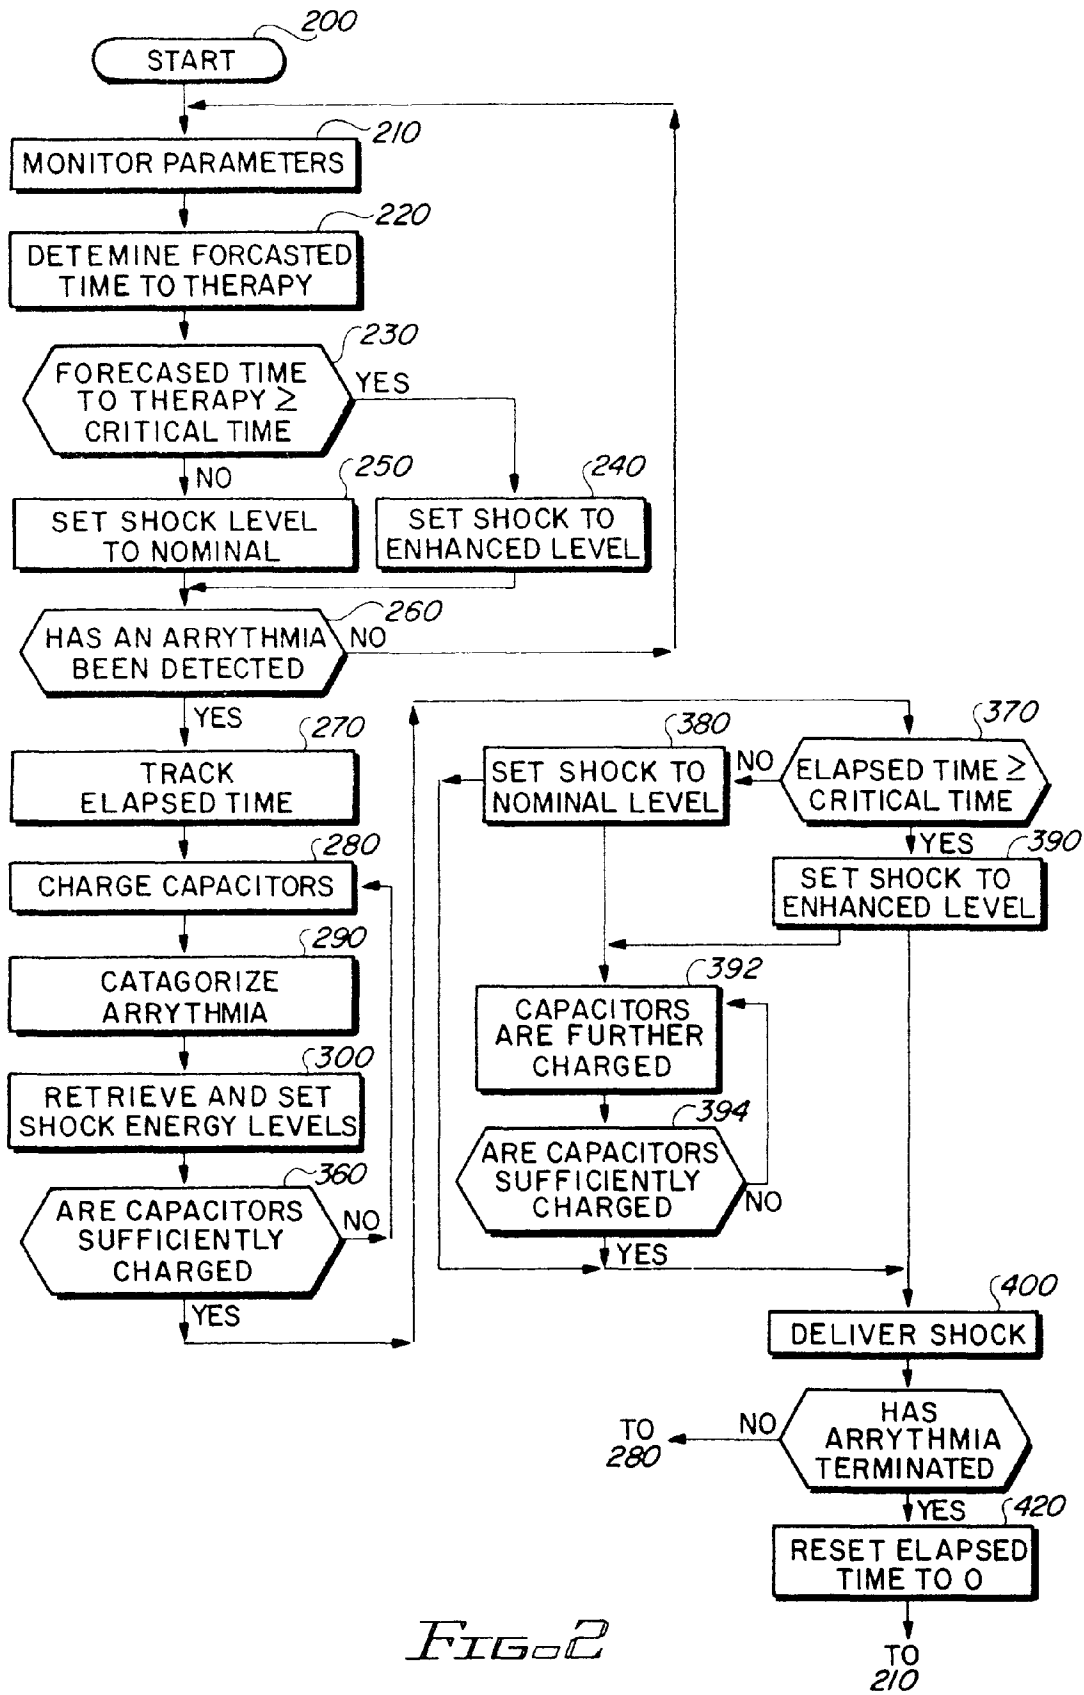 200
START
210
MONITOR PARAMETERS
220
DETEMINE FORCASTED
TIME TO THERAPY
230
FORECASED TIME
TO THERAPY ≥
CRITICAL TIME
YES
NO
250
SET SHOCK LEVEL
TO NOMINAL
240
SET SHOCK TO
ENHANCED LEVEL
260
HAS AN ARRYTHMIA
BEEN DETECTED
NO
YES
270
TRACK
ELAPSED TIME
280
CHARGE CAPACITORS
290
CATAGORIZE
ARRYTHMIA
300
RETRIEVE AND SET
SHOCK ENERGY LEVELS
360
ARE CAPACITORS
SUFFICIENTLY
CHARGED
NO
YES
370
ELAPSED TIME ≥
CRITICAL TIME
NO
YES
380
SET SHOCK TO
NOMINAL LEVEL
390
SET SHOCK TO
ENHANCED LEVEL
392
CAPACITORS
ARE FURTHER
CHARGED
394
ARE CAPACITORS
SUFFICIENTLY
CHARGED
NO
YES
400
DELIVER SHOCK
HAS
ARRYTHMIA
TERMINATED
NO
TO
280
YES
420
RESET ELAPSED
TIME TO 0
TO
210
FIG. 2